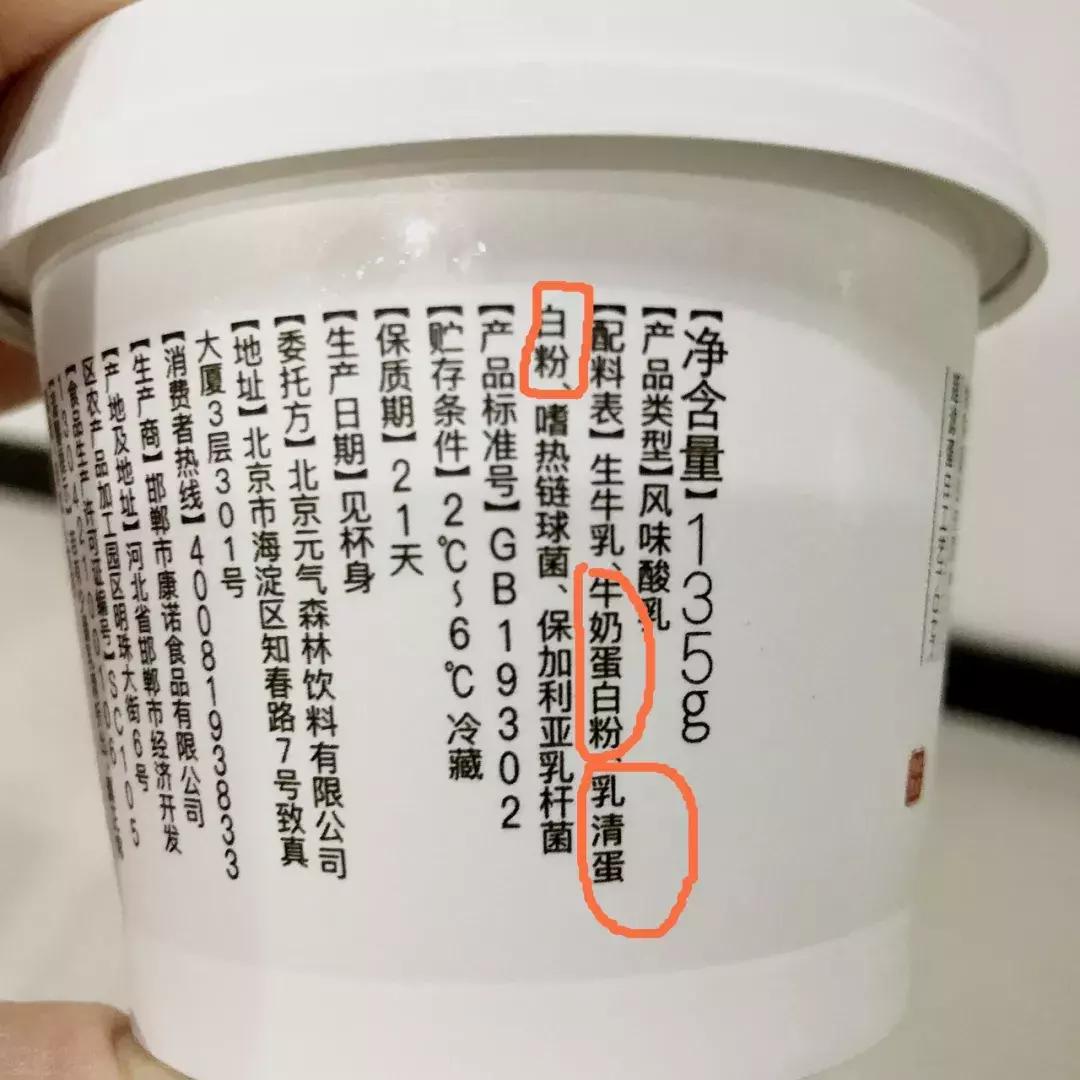 【净含量】135g
【产品类型】风味酸乳
【配料表】生牛乳、牛奶蛋白粉、乳清蛋
白粉、嗜热链球菌、保加利亚乳杆菌
【产品标准号】GB19302
【贮存条件】2℃~6℃冷藏
【保质期】21天
【生产日期】见杯身
【委托方】北京元气森林饮料有限公司
【地址】北京市海淀区知春路7号致真
大厦3层301号
【消费者热线】4008193833
【生产商】邯郸市康诺食品有限公司
【产地及地址】河北省邯郸市经济开发
区农产品加工园区明珠大街6号
【食品生产许可证编号】SC105